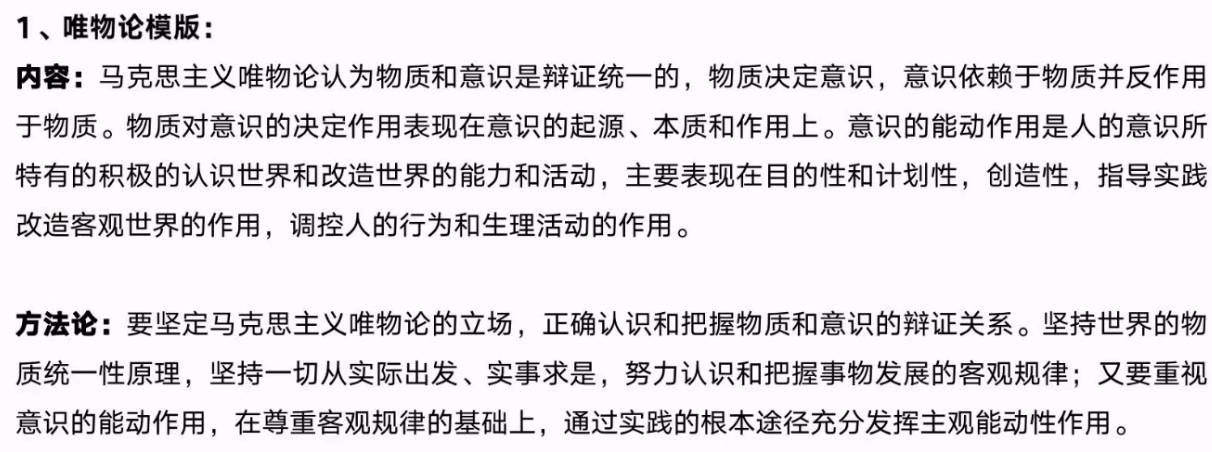 1、唯物论模版：
内容：马克思主义唯物论认为物质和意识是辩证统一的，物质决定意识，意识依赖于物质并反作用
于物质。物质对意识的决定作用表现在意识的起源、本质和作用上。意识的能动作用是人的意识所
特有的积极的认识世界和改造世界的能力和活动，主要表现在目的性和计划性，创造性，指导实践
改造客观世界的作用，调控人的行为和生理活动的作用。
方法论：要坚定马克思主义唯物论的立场，正确认识和把握物质和意识的辩证关系。坚持世界的物
质统一性原理，坚持一切从实际出发、实事求是，努力认识和把握事物发展的客观规律；又要重视
意识的能动作用，在尊重客观规律的基础上，通过实践的根本途径充分发挥主观能动性作用。